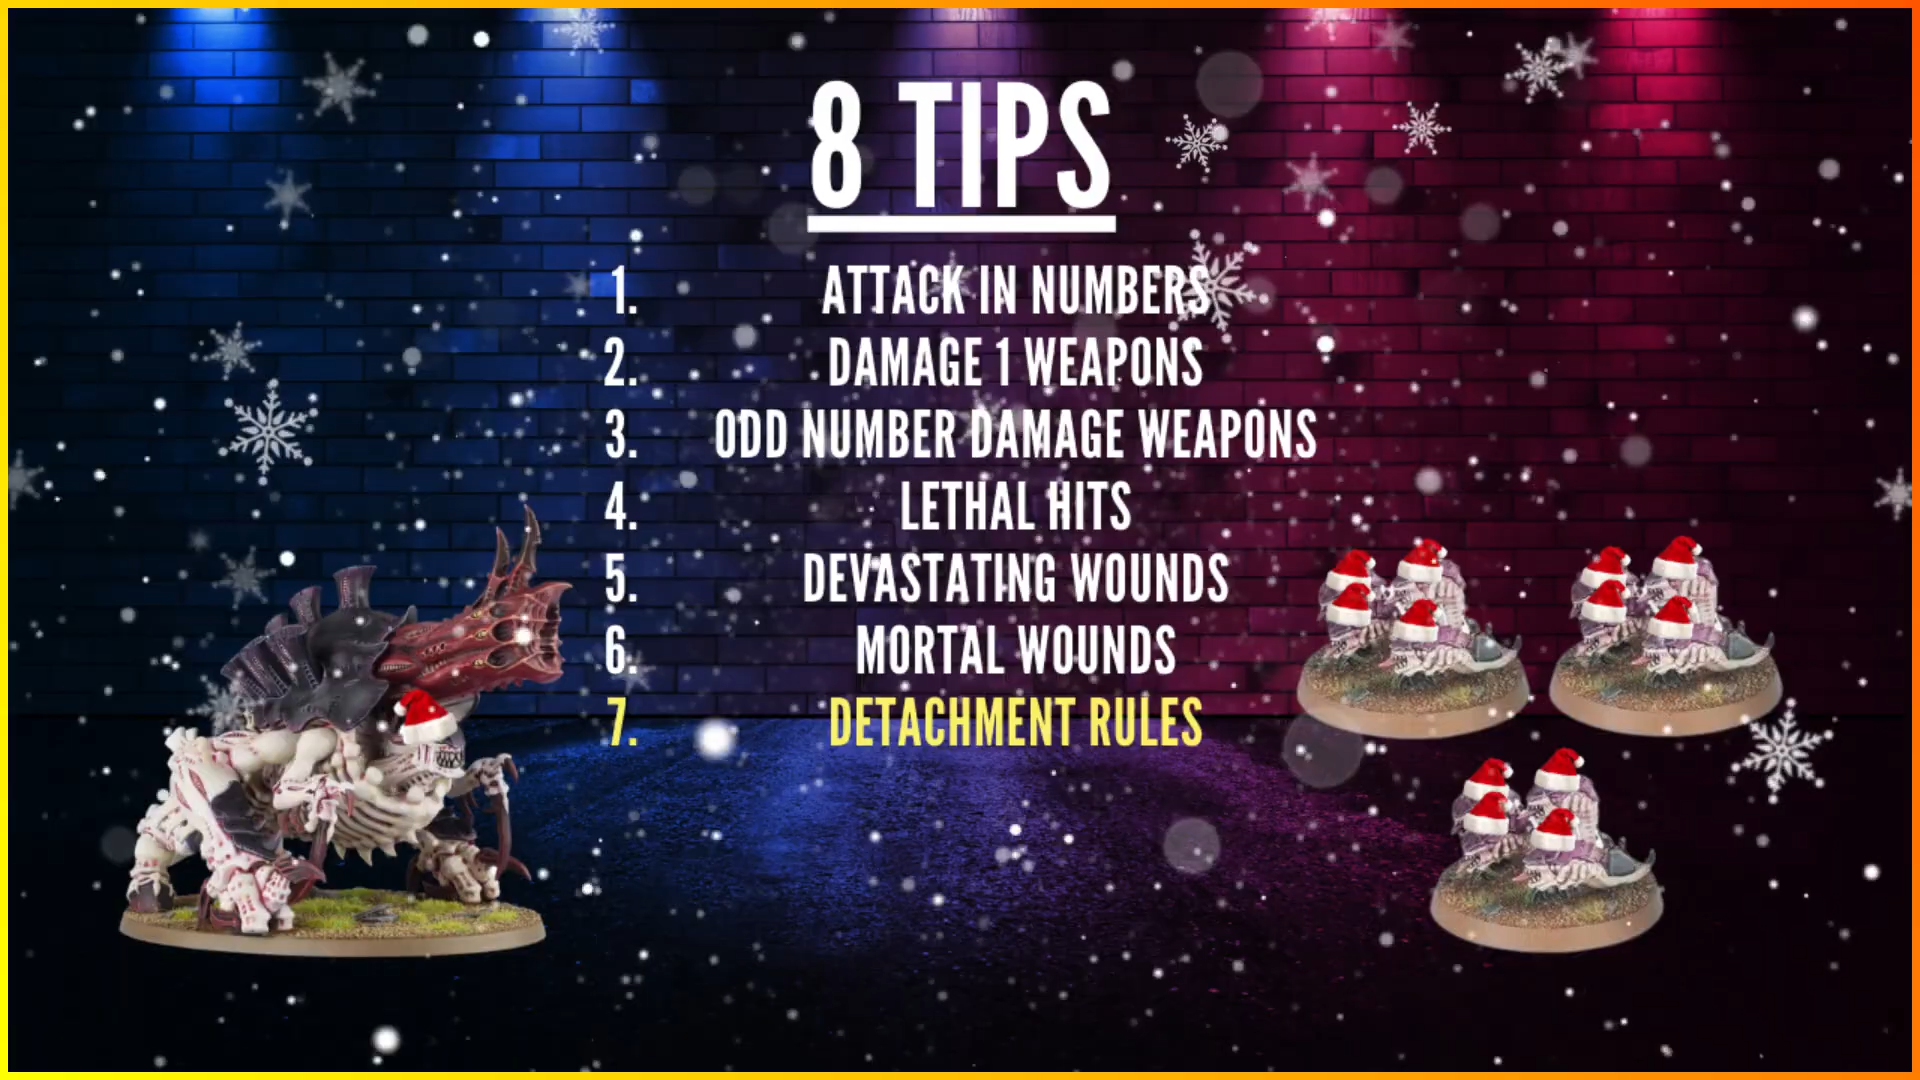 8 TIPS
1. ATTACK IN NUMBERS
2. DAMAGE 1 WEAPONS
3. ODD NUMBER DAMAGE WEAPONS
4. LETHAL HITS
5. DEVASTATING WOUNDS
6. MORTAL WOUNDS
7. DETACHMENT RULES